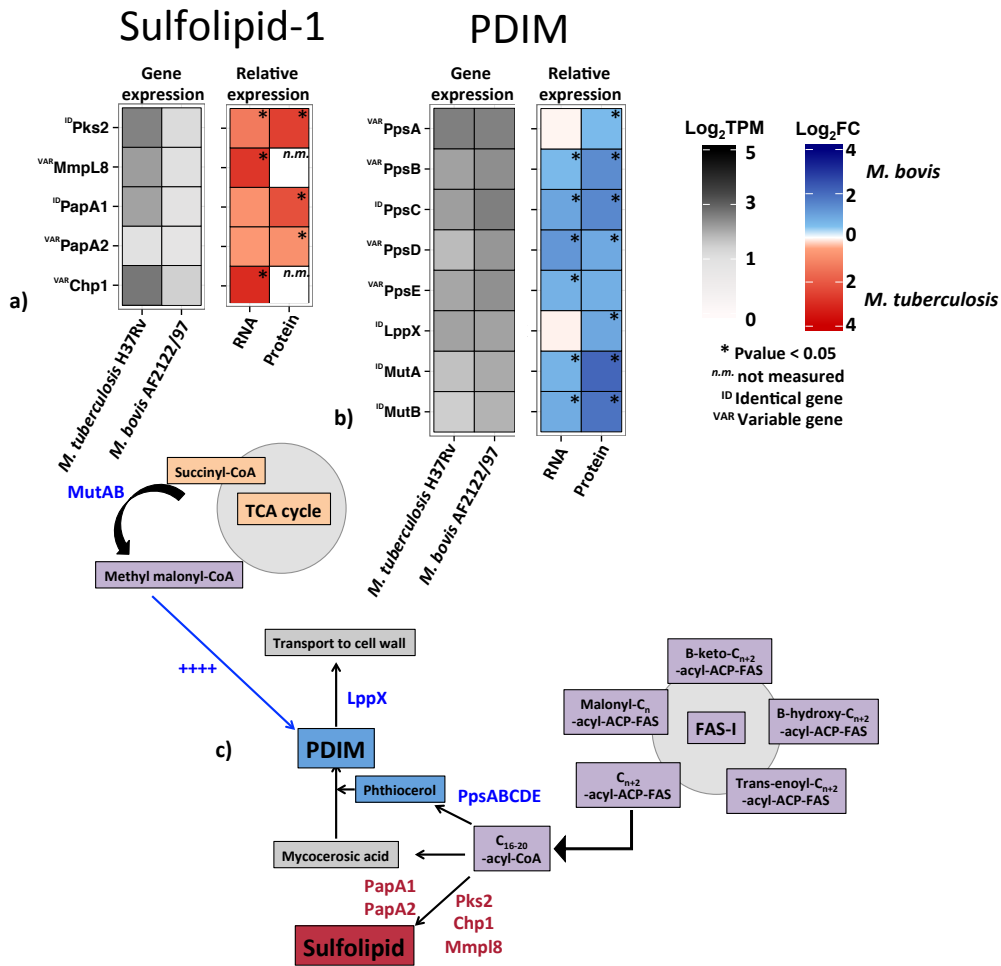 Sulfolipid-1
PDIM
Gene expression
Relative expression
ᴵᴰPks2
ⱽᴬᴿMmpL8
ᴵᴰPapA1
ⱽᴬᴿPapA2
ⱽᴬᴿChp1
* *
* n.m.
*
*
* n.m.
a)
M. tuberculosis H37Rv
M. bovis AF2122/97
RNA
Protein
Gene expression
Relative expression
ⱽᴬᴿPpsA
ⱽᴬᴿPpsB
ᴵᴰPpsC
ⱽᴬᴿPpsD
ⱽᴬᴿPpsE
ᴵᴰLppX
ᴵᴰMutA
ᴵᴰMutB
*
* *
* *
* *
*
*
* *
* *
b)
M. tuberculosis H37Rv
M. bovis AF2122/97
RNA
Protein
Log₂TPM
5
3
1
0
Log₂FC
4
2
0
0
2
4
M. bovis
M. tuberculosis
* Pvalue < 0.05
n.m. not measured
ᴵᴰ Identical gene
ⱽᴬᴿ Variable gene
Succinyl-CoA
MutAB
TCA cycle
Methyl malonyl-CoA
++++
Transport to cell wall
LppX
c)
PDIM
Phthiocerol
PpsABCDE
Mycocerosic acid
C₁₆₋₂₀
-acyl-CoA
PapA1
PapA2
Pks2
Chp1
Mmpl8
Sulfolipid
B-keto-Cₙ₊₂
-acyl-ACP-FAS
Malonyl-Cₙ
-acyl-ACP-FAS
FAS-I
B-hydroxy-Cₙ₊₂
-acyl-ACP-FAS
Cₙ₊₂
-acyl-ACP-FAS
Trans-enoyl-Cₙ₊₂
-acyl-ACP-FAS